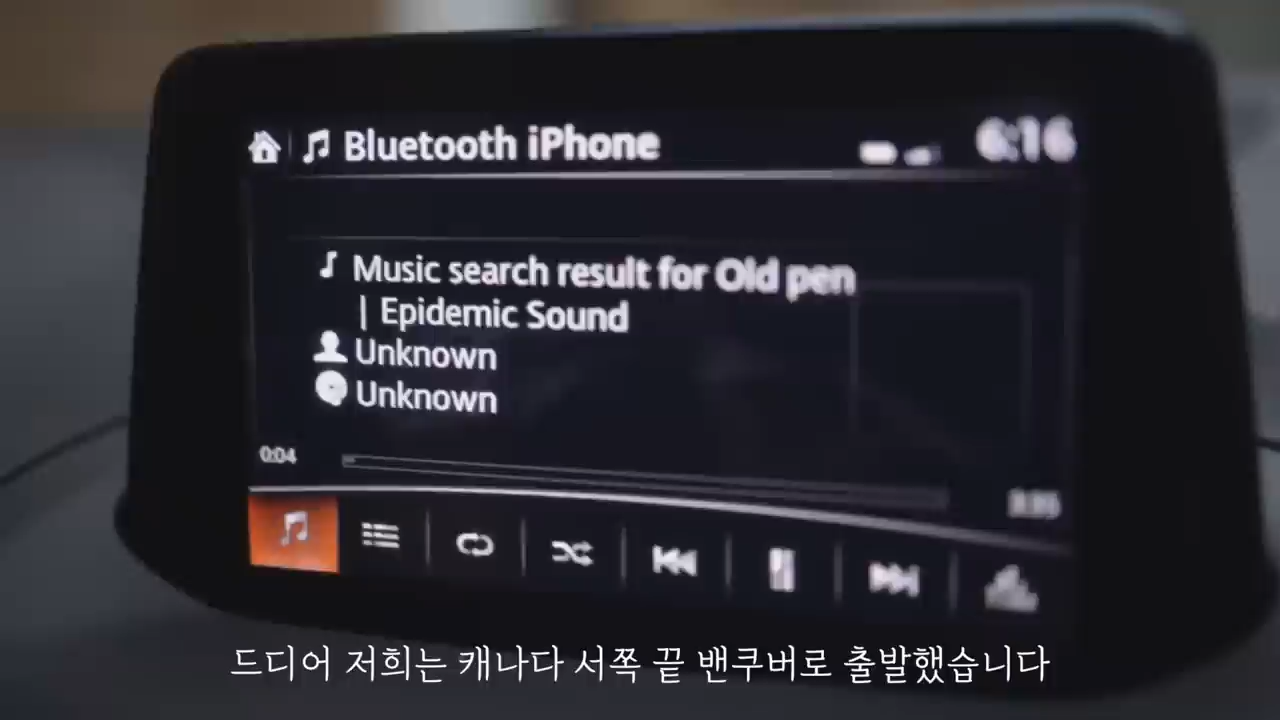 Bluetooth iPhone
6:16
Music search result for Old pen
| Epidemic Sound
Unknown
Unknown
0:04
드디어 저희는 캐나다 서쪽 끝 밴쿠버로 출발했습니다